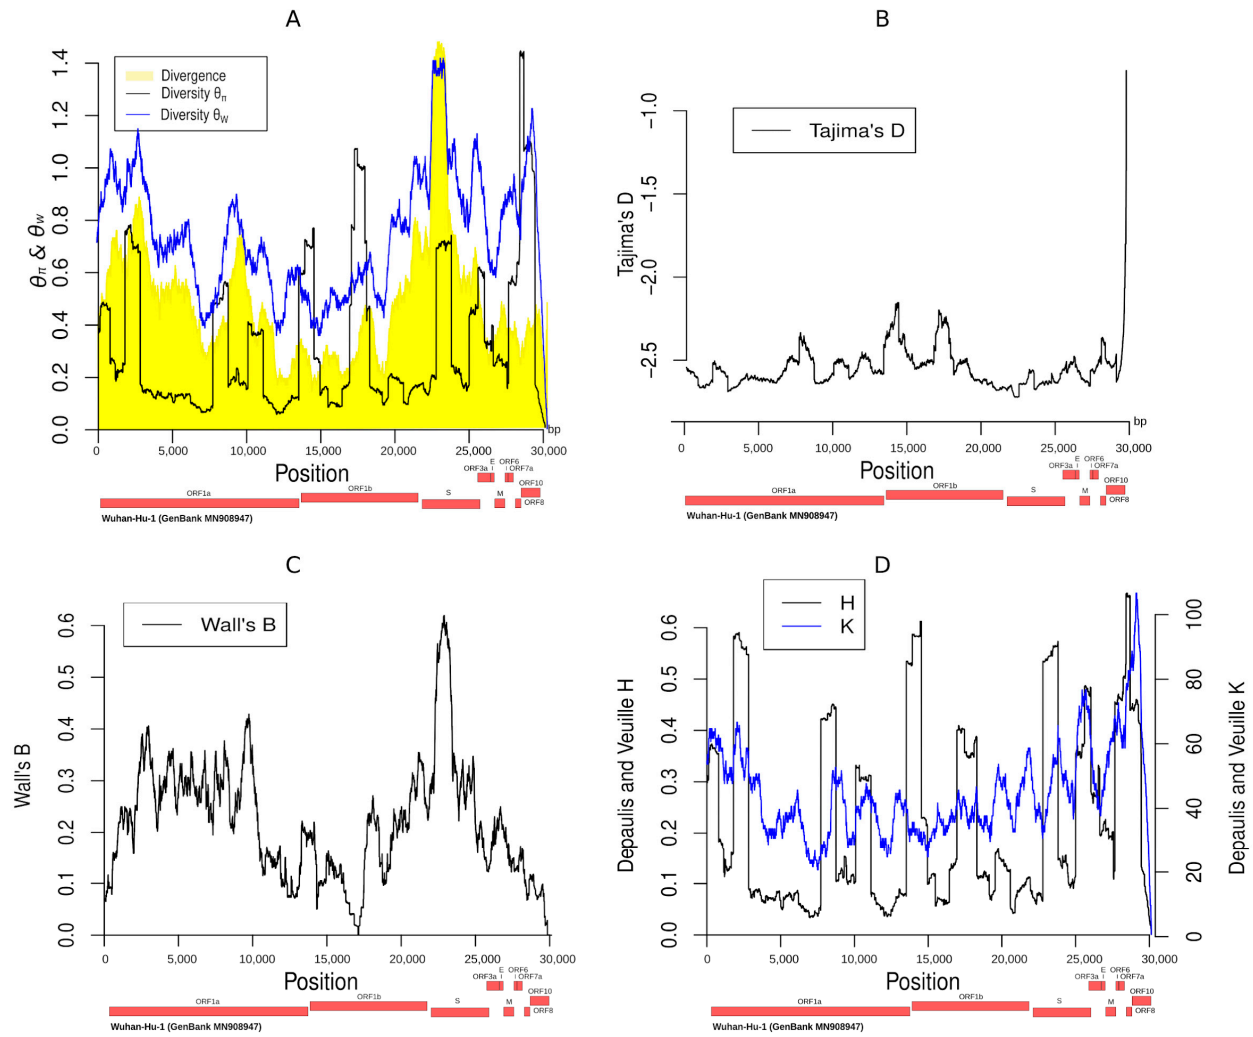 A
θπ & θw
0.0 0.2 0.4 0.6 0.8 1.0 1.2 1.4
Divergence
Diversity θπ
Diversity θW
0 5,000 10,000 15,000 20,000 25,000 30,000
bp
Position
ORF1a ORF1b S ORF3a E M ORF6 ORF7a ORF10 ORF8
Wuhan-Hu-1 (GenBank MN908947)
B
Tajima's D
−2.5 −2.0 −1.5 −1.0
Tajima's D
0 5,000 10,000 15,000 20,000 25,000 30,000
bp
Position
ORF1a ORF1b S ORF3a E M ORF6 ORF7a ORF10 ORF8
Wuhan-Hu-1 (GenBank MN908947)
C
Wall's B
0.0 0.1 0.2 0.3 0.4 0.5 0.6
Wall's B
0 5,000 10,000 15,000 20,000 25,000 30,000
Position
ORF1a ORF1b S ORF3a E M ORF6 ORF7a ORF10 ORF8
Wuhan-Hu-1 (GenBank MN908947)
D
Depaulis and Veuille H
0.0 0.1 0.2 0.3 0.4 0.5 0.6
H
K
0 20 40 60 80 100
Depaulis and Veuille K
0 5,000 10,000 15,000 20,000 25,000 30,000
Position
ORF1a ORF1b S ORF3a E M ORF6 ORF7a ORF10 ORF8
Wuhan-Hu-1 (GenBank MN908947)